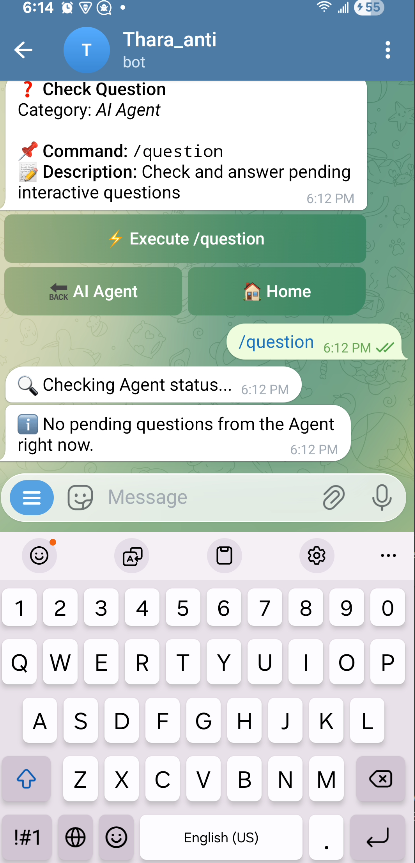 6:14
55
Thara_anti
T
bot
❓ Check Question
Category: AI Agent
📌 Command: /question
📝 Description: Check and answer pending
interactive questions
6:12 PM
⚡ Execute /question
🔙 AI Agent
🏠 Home
/question 6:12 PM
🔍 Checking Agent status... 6:12 PM
ℹ️ No pending questions from the Agent
right now.
6:12 PM
Message
1 2 3 4 5 6 7 8 9 0
Q W E R T Y U I O P
A S D F G H J K L
Z X C V B N M
!#1 English (US) .